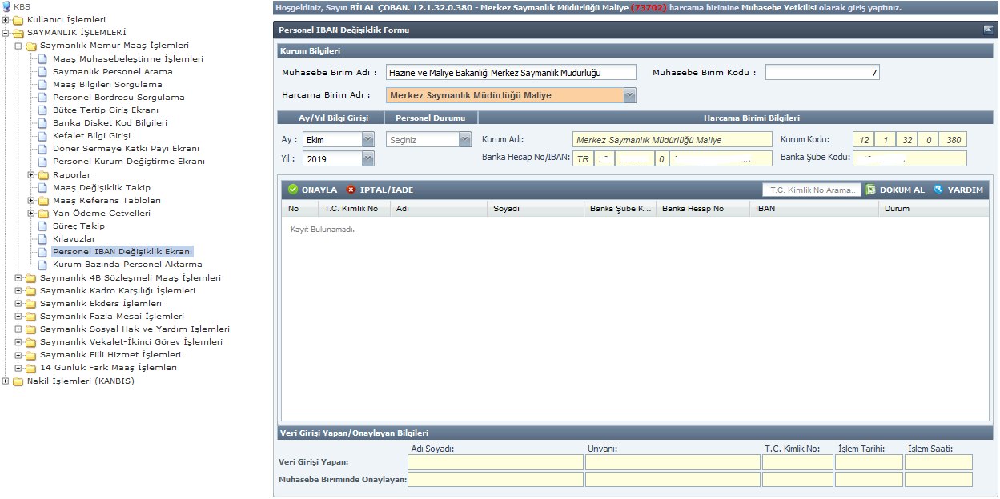 KBS
Kullanıcı İşlemleri
SAYMANLIK İŞLEMLERİ
Saymanlık Memur Maaş İşlemleri
Maaş Muhasebeleştirme İşlemleri
Saymanlık Personel Arama
Maaş Bilgileri Sorgulama
Personel Bordrosu Sorgulama
Bütçe Tertip Giriş Ekranı
Banka Disket Kod Bilgileri
Kefalet Bilgi Girişi
Döner Sermaye Katkı Payı Ekranı
Personel Kurum Değiştirme Ekranı
Raporlar
Maaş Değişiklik Takip
Maaş Referans Tabloları
Yan Ödeme Cetvelleri
Süreç Takip
Kılavuzlar
Personel IBAN Değişiklik Ekranı
Kurum Bazında Personel Aktarma
Saymanlık 4B Sözleşmeli Maaş İşlemleri
Saymanlık Kadro Karşılığı İşlemleri
Saymanlık Ekders İşlemleri
Saymanlık Fazla Mesai İşlemleri
Saymanlık Sosyal Hak ve Yardım İşlemleri
Saymanlık Vekalet-İkinci Görev İşlemleri
Saymanlık Fiili Hizmet İşlemleri
14 Günlük Fark Maaş İşlemleri
Nakil İşlemleri (KANBİS)
Hoşgeldiniz, Sayın BİLAL ÇOBAN. 12.1.32.0.380 - Merkez Saymanlık Müdürlüğü Maliye (73702) harcama birimine Muhasebe Yetkilisi olarak giriş yaptınız.
Personel IBAN Değişiklik Formu
Kurum Bilgileri
Muhasebe Birim Adı : Hazine ve Maliye Bakanlığı Merkez Saymanlık Müdürlüğü Muhasebe Birim Kodu : 7
Harcama Birim Adı : Merkez Saymanlık Müdürlüğü Maliye
Ay/Yıl Bilgi Girişi Personel Durumu Harcama Birimi Bilgileri
Ay : Ekim Seçiniz Kurum Adı: Merkez Saymanlık Müdürlüğü Maliye Kurum Kodu: 12 1 32 0 380
Yıl : 2019 Banka Hesap No/IBAN: TR 0 Banka Şube Kodu:
ONAYLA İPTAL/İADE T.C. Kimlik No Arama... DÖKÜM AL YARDIM
No T.C. Kimlik No Adı Soyadı Banka Şube K... Banka Hesap No IBAN Durum
Kayıt Bulunamadı.
Veri Girişi Yapan/Onaylayan Bilgileri
Adı Soyadı: Unvanı: T.C. Kimlik No: İşlem Tarihi: İşlem Saati:
Veri Girişi Yapan:
Muhasebe Biriminde Onaylayan: